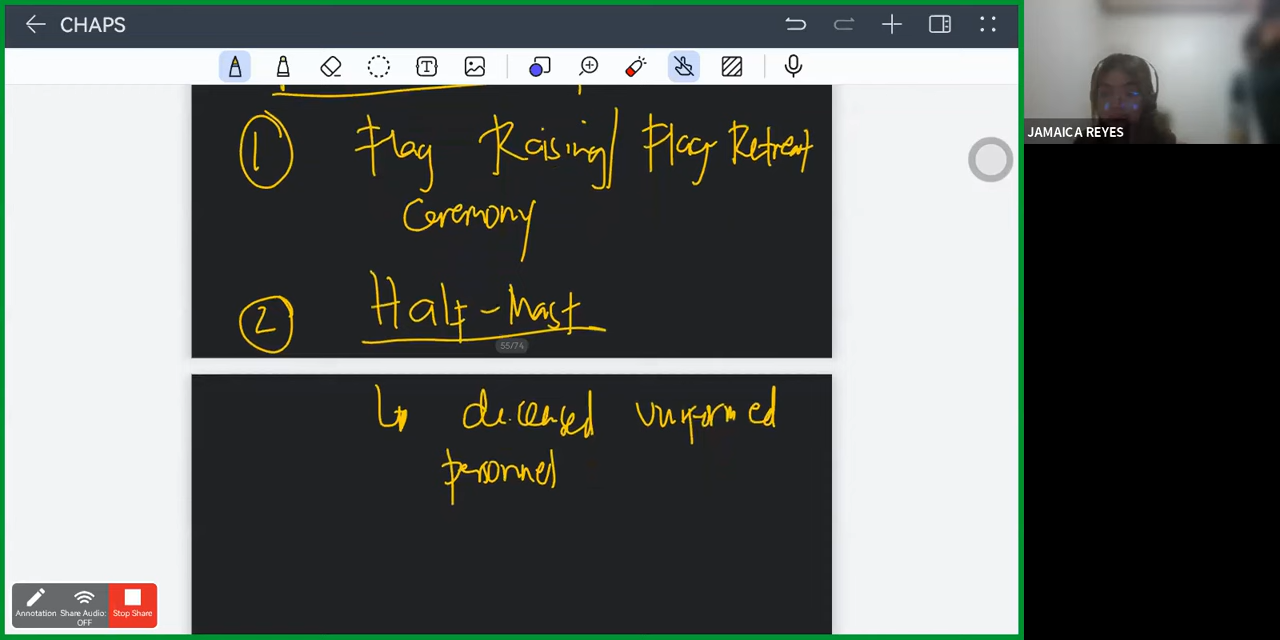 CHAPS
① Flag Raising/ Flag Retreat
Ceremony
② Half-Mast
55/74
↳ deceased uniformed
personnel
JAMAICA REYES
Annotation
Share Audio:
OFF
Stop Share